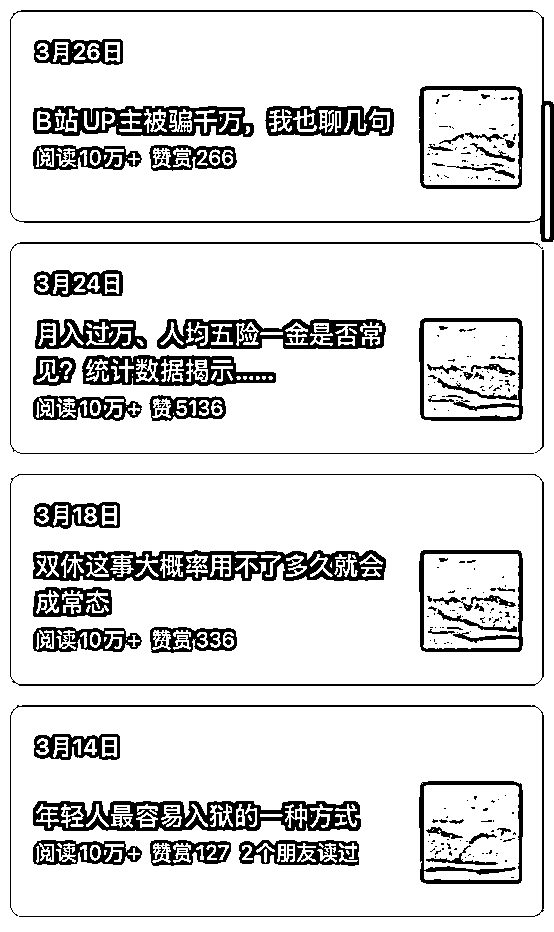 3月26日
B站UP主被骗千万，我也聊几句
阅读10万+ 赞赏266
3月24日
月入过万、人均五险一金是否常
见？统计数据揭示……
阅读10万+ 赞5136
3月18日
双休这事大概率用不了多久就会
成常态
阅读10万+ 赞赏336
3月14日
年轻人最容易入狱的一种方式
阅读10万+ 赞赏127 2个朋友读过